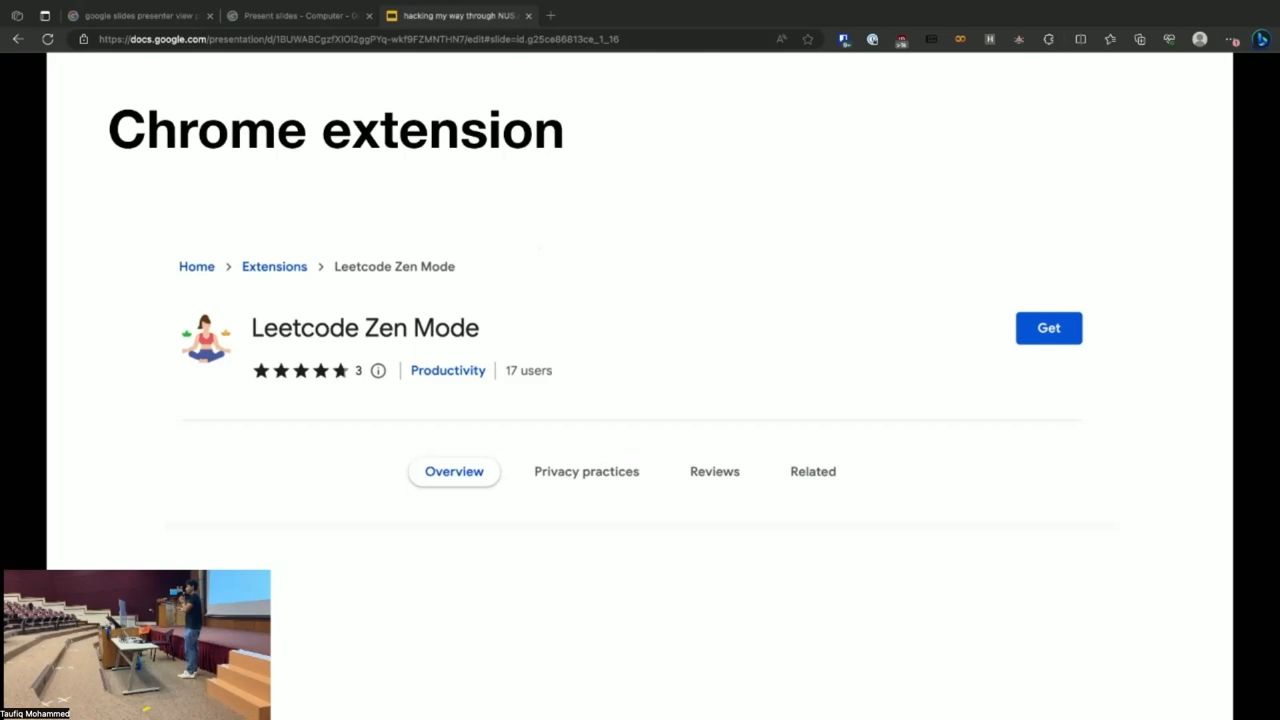 google slides presenter view
Present slides - Computer - G
hacking my way through NUS
https://docs.google.com/presentation/d/1BUWABCgzfXIOI2ggPYq-wkf9FZMNTHN7/edit#slide=id.g25ce86813ce_1_16
Chrome extension
Home > Extensions > Leetcode Zen Mode
Leetcode Zen Mode
Get
3 | Productivity | 17 users
Overview
Privacy practices
Reviews
Related
Taufiq Mohammed